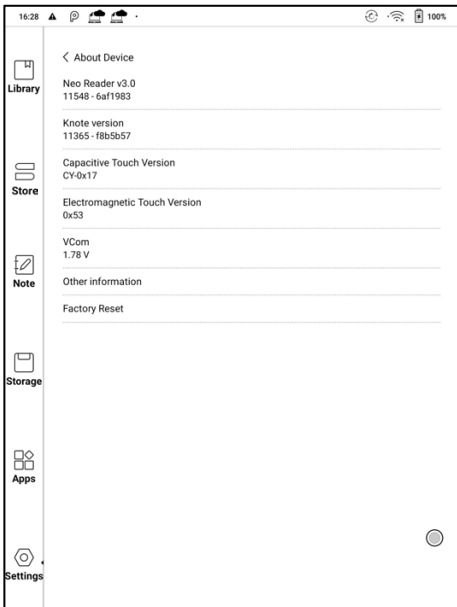 16:28
100%
About Device
Neo Reader v3.0
11548 - 6af1983
Knote version
11365 - f8b5b57
Capacitive Touch Version
CY-0x17
Electromagnetic Touch Version
0x53
VCom
1.78 V
Other information
Factory Reset
Library
Store
Note
Storage
Apps
Settings